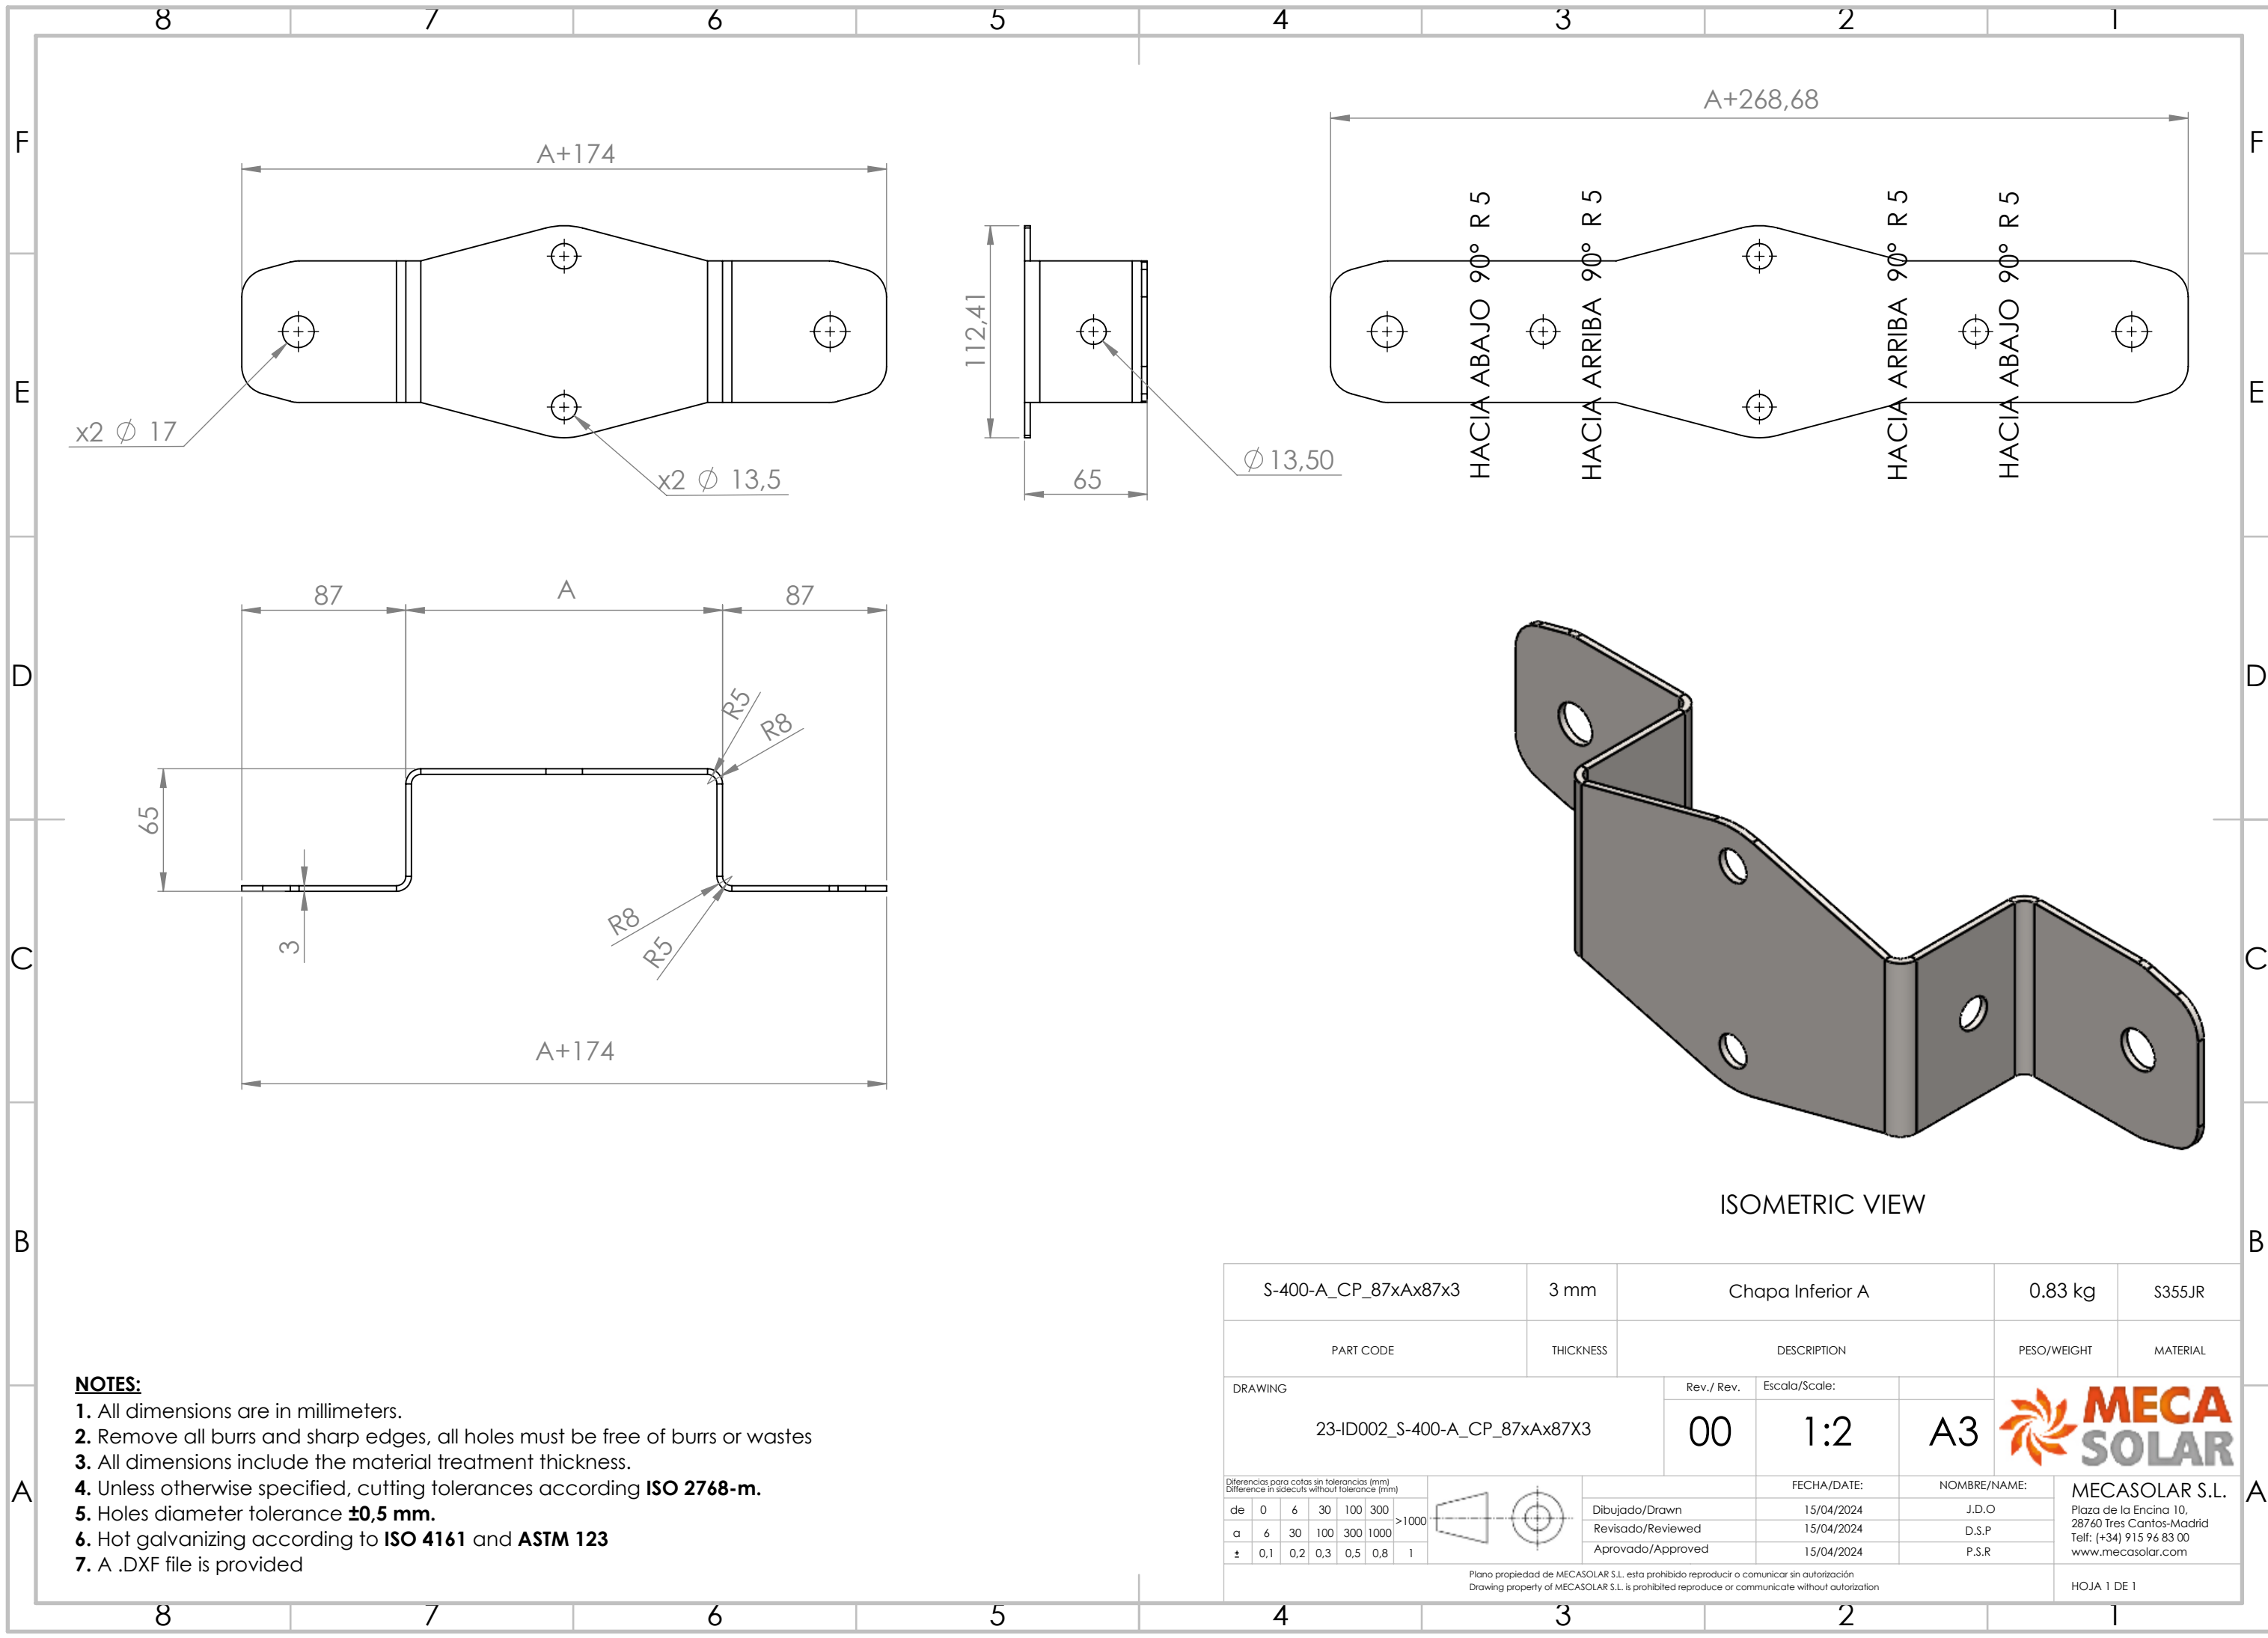 8 7 6 5 4 3 2 1
F
E
D
C
B
A
F
E
D
C
B
A
A+174
x2 ∅ 17
x2 ∅ 13,5
112,41
65
∅ 13,50
A+268,68
HACIA ABAJO 90° R 5
HACIA ARRIBA 90° R 5
HACIA ARRIBA 90° R 5
HACIA ABAJO 90° R 5
87 A 87
R5
R8
65
3
R8
R5
A+174
ISOMETRIC VIEW
NOTES:
1. All dimensions are in millimeters.
2. Remove all burrs and sharp edges, all holes must be free of burrs or wastes
3. All dimensions include the material treatment thickness.
4. Unless otherwise specified, cutting tolerances according ISO 2768-m.
5. Holes diameter tolerance ±0,5 mm.
6. Hot galvanizing according to ISO 4161 and ASTM 123
7. A .DXF file is provided
S-400-A_CP_87xAx87x3 3 mm Chapa Inferior A 0.83 kg S355JR
PART CODE THICKNESS DESCRIPTION PESO/WEIGHT MATERIAL
DRAWING
23-ID002_S-400-A_CP_87xAx87X3
Rev./ Rev. Escala/Scale:
00 1:2 A3
MECA
SOLAR
Diferencias para cotas sin tolerancias (mm)
Difference in sidecuts without tolerance (mm)
de 0 6 30 100 300 >1000
a 6 30 100 300 1000
± 0,1 0,2 0,3 0,5 0,8 1
FECHA/DATE: NOMBRE/NAME:
Dibujado/Drawn 15/04/2024 J.D.O
Revisado/Reviewed 15/04/2024 D.S.P
Aprovado/Approved 15/04/2024 P.S.R
MECASOLAR S.L.
Plaza de la Encina 10,
28760 Tres Cantos-Madrid
Telf: (+34) 915 96 83 00
www.mecasolar.com
Plano propiedad de MECASOLAR S.L. esta prohibido reproducir o comunicar sin autorización
Drawing property of MECASOLAR S.L. is prohibited reproduce or communicate without autorization
HOJA 1 DE 1
8 7 6 5 4 3 2 1